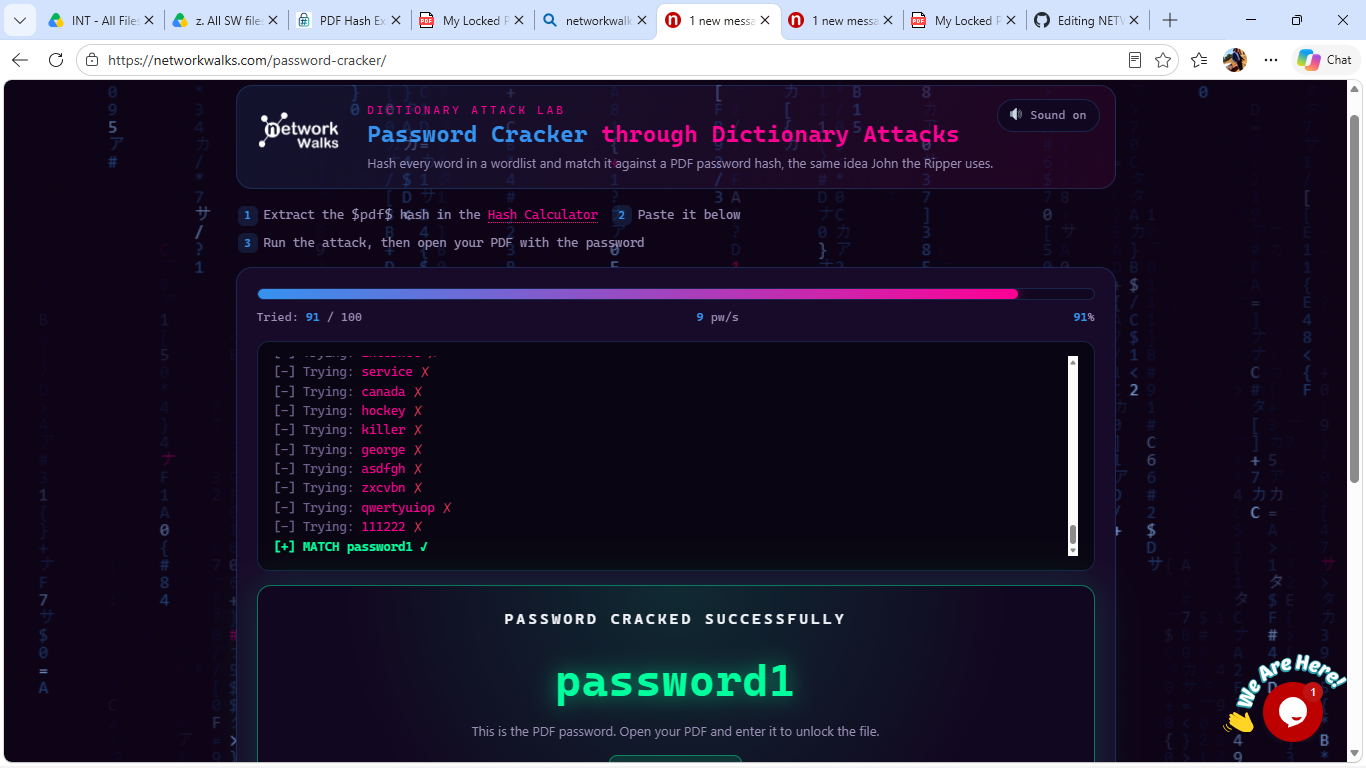 INT - All Files
z. All SW files
PDF Hash Ex
My Locked P
networkwalk
1 new messa
1 new messa
My Locked P
Editing NETW
https://networkwalks.com/password-cracker/
Chat
network
Walks
DICTIONARY ATTACK LAB
Password Cracker through Dictionary Attacks
Hash every word in a wordlist and match it against a PDF password hash, the same idea John the Ripper uses.
Sound on
1 Extract the $pdf$ hash in the Hash Calculator 2 Paste it below
3 Run the attack, then open your PDF with the password
Tried: 91 / 100
9 pw/s
91%
[−] Trying: service ✗
[−] Trying: canada ✗
[−] Trying: hockey ✗
[−] Trying: killer ✗
[−] Trying: george ✗
[−] Trying: asdfgh ✗
[−] Trying: zxcvbn ✗
[−] Trying: qwertyuiop ✗
[−] Trying: 111222 ✗
[+] MATCH password1 ✓
PASSWORD CRACKED SUCCESSFULLY
password1
This is the PDF password. Open your PDF and enter it to unlock the file.
We Are Here!
1